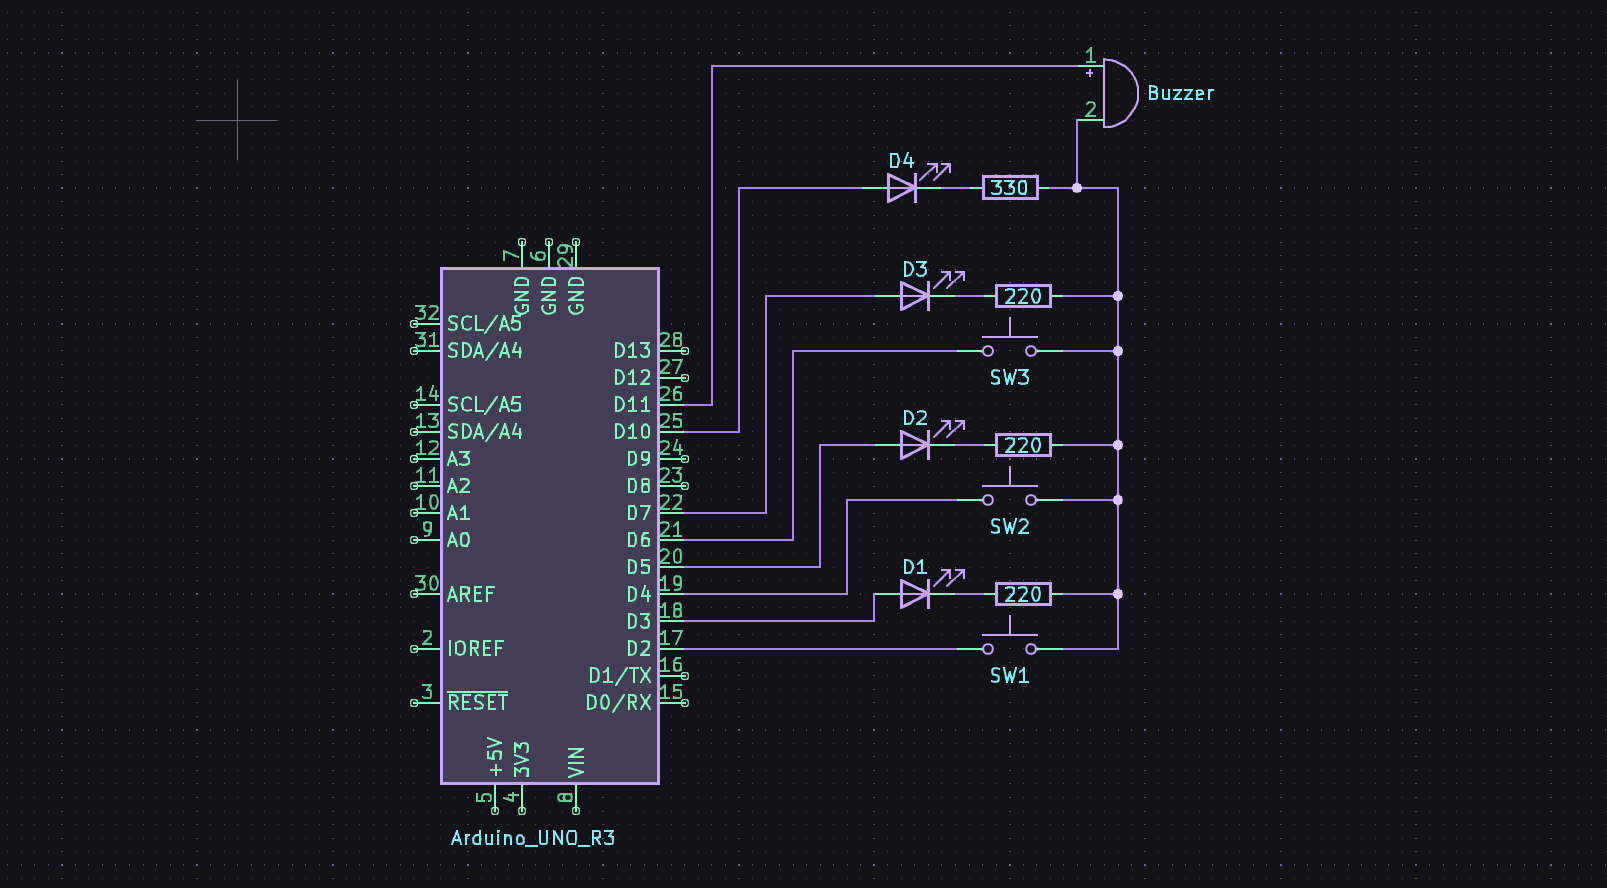 1
+
Buzzer
2
D4
330
7
6
29
GND
GND
GND
D3
220
32
SCL/A5
31
SDA/A4
28
D13
SW3
27
D12
14
SCL/A5
26
D11
13
SDA/A4
25
D10
D2
220
12
A3
24
D9
11
A2
23
D8
10
A1
22
D7
SW2
9
A0
21
D6
20
D5
D1
220
30
AREF
19
D4
18
D3
2
IOREF
17
D2
SW1
16
D1/TX
3
RESET
15
D0/RX
+5V
3V3
VIN
5
4
8
Arduino_UNO_R3